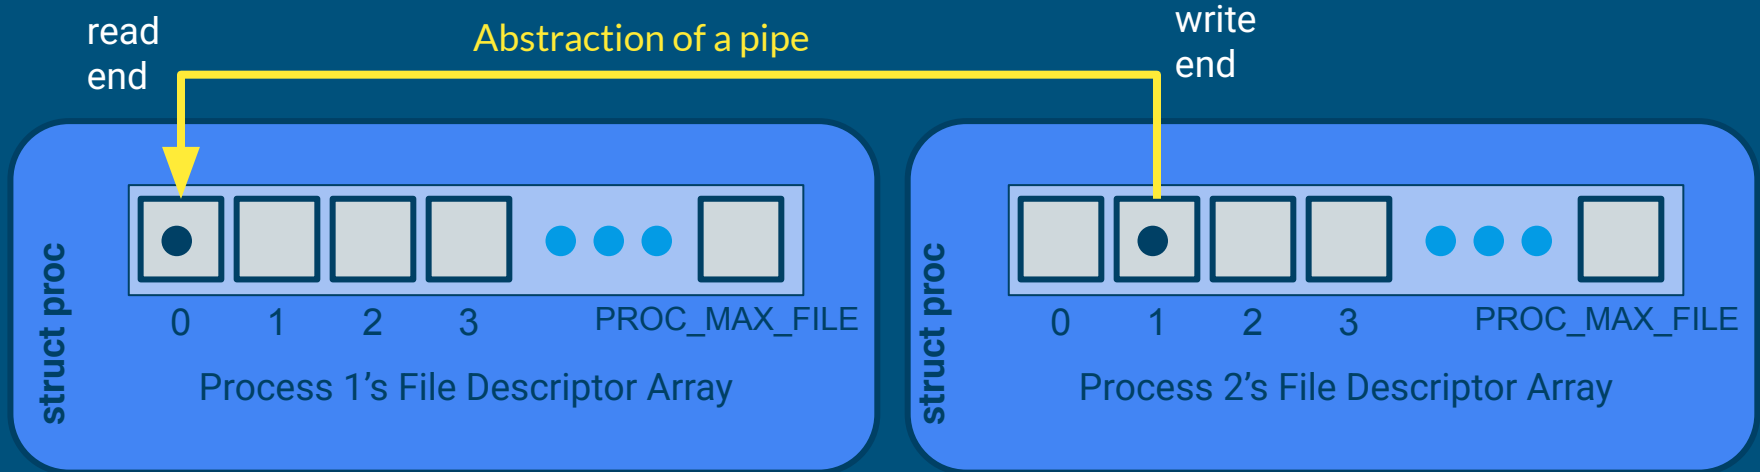 read
end
Abstraction of a pipe
write
end
struct proc
0 1 2 3 PROC_MAX_FILE
Process 1’s File Descriptor Array
struct proc
0 1 2 3 PROC_MAX_FILE
Process 2’s File Descriptor Array